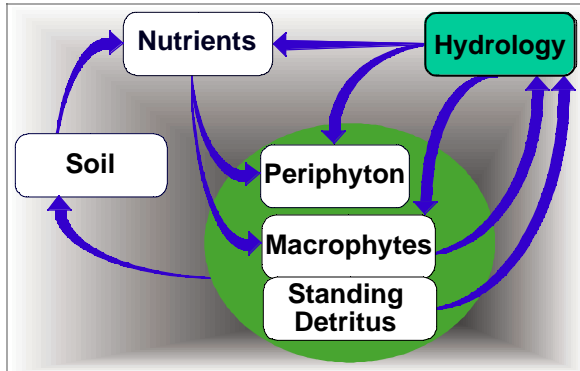 Nutrients
Hydrology
Soil
Periphyton
Macrophytes
Standing
Detritus